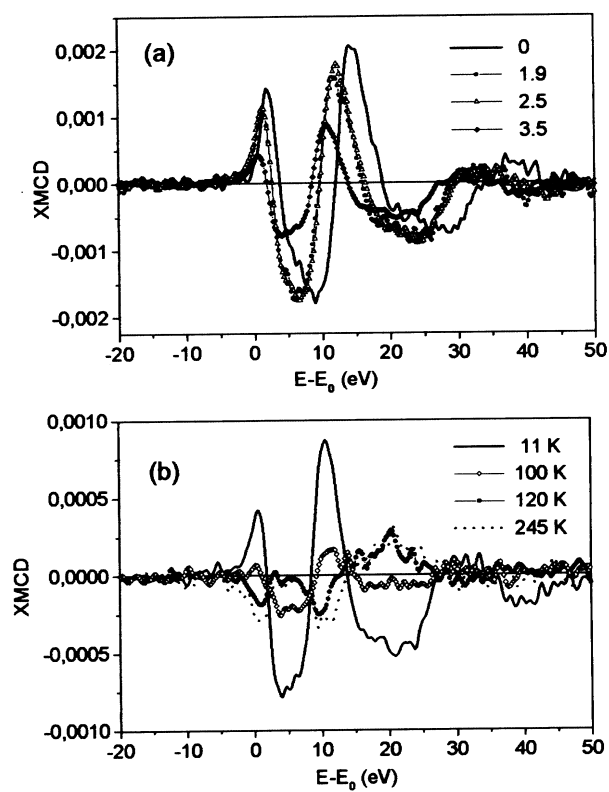 0,002
0,001
0,000
-0,001
-0,002
XMCD
(a)
0
1.9
2.5
3.5
-20 -10 0 10 20 30 40 50
E-E0 (eV)
0,0010
0,0005
0,0000
-0,0005
-0,0010
XMCD
(b)
11 K
100 K
120 K
245 K
-20 -10 0 10 20 30 40 50
E-E0 (eV)